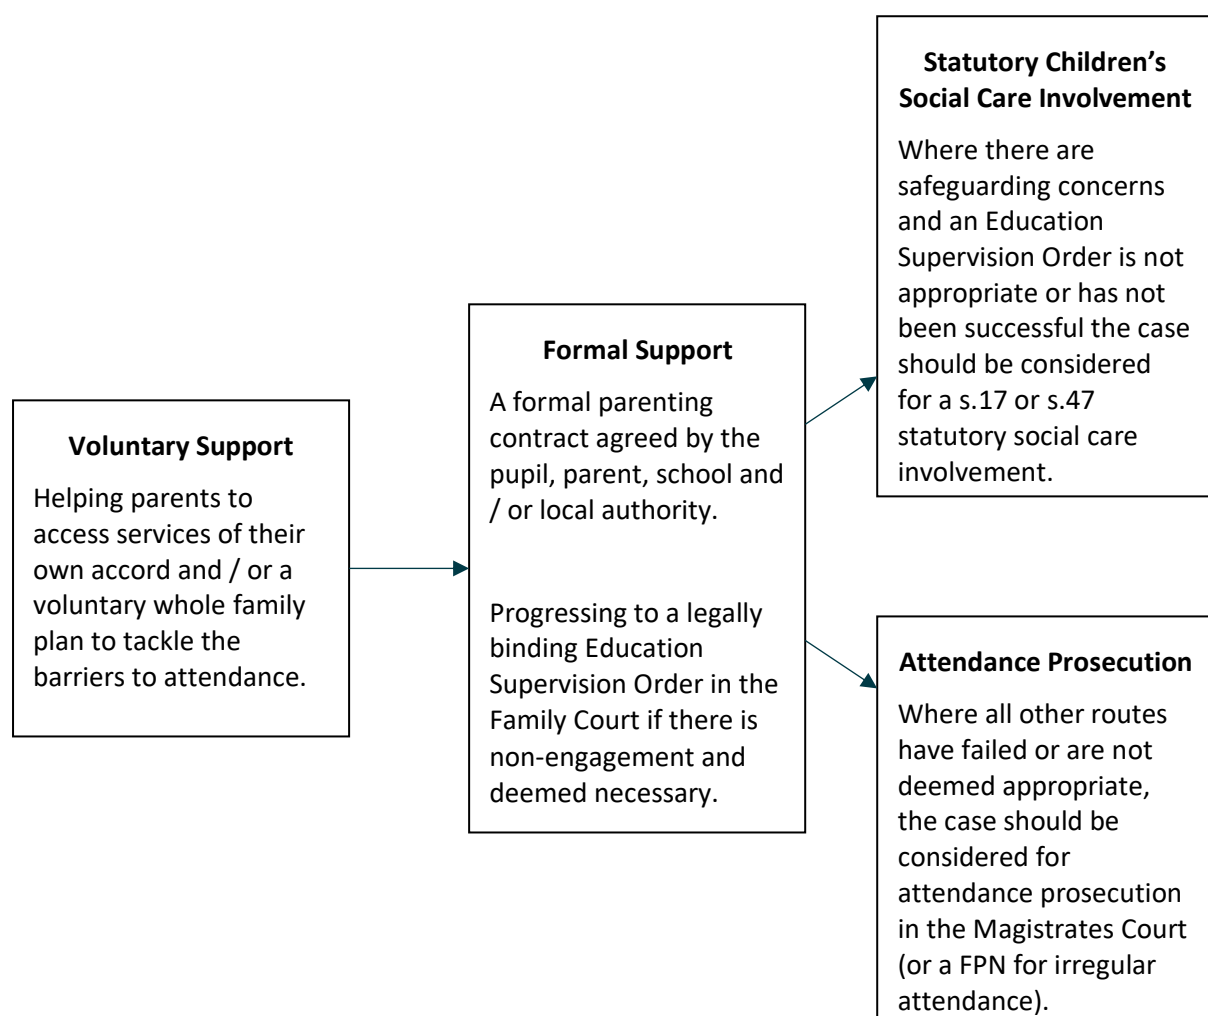 Voluntary Support
Helping parents to
access services of their
own accord and / or a
voluntary whole family
plan to tackle the
barriers to attendance.
Formal Support
A formal parenting
contract agreed by the
pupil, parent, school and
/ or local authority.
Progressing to a legally
binding Education
Supervision Order in the
Family Court if there is
non-engagement and
deemed necessary.
Statutory Children’s
Social Care Involvement
Where there are
safeguarding concerns
and an Education
Supervision Order is not
appropriate or has not
been successful the case
should be considered
for a s.17 or s.47
statutory social care
involvement.
Attendance Prosecution
Where all other routes
have failed or are not
deemed appropriate,
the case should be
considered for
attendance prosecution
in the Magistrates Court
(or a FPN for irregular
attendance).